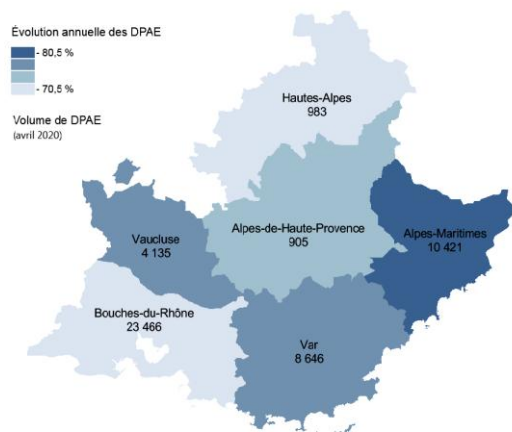 Évolution annuelle des DPAE
- 80,5 %
- 70,5 %
Volume de DPAE
(avril 2020)
Hautes-Alpes
983
Alpes-de-Haute-Provence
905
Alpes-Maritimes
10 421
Vaucluse
4 135
Bouches-du-Rhône
23 466
Var
8 646